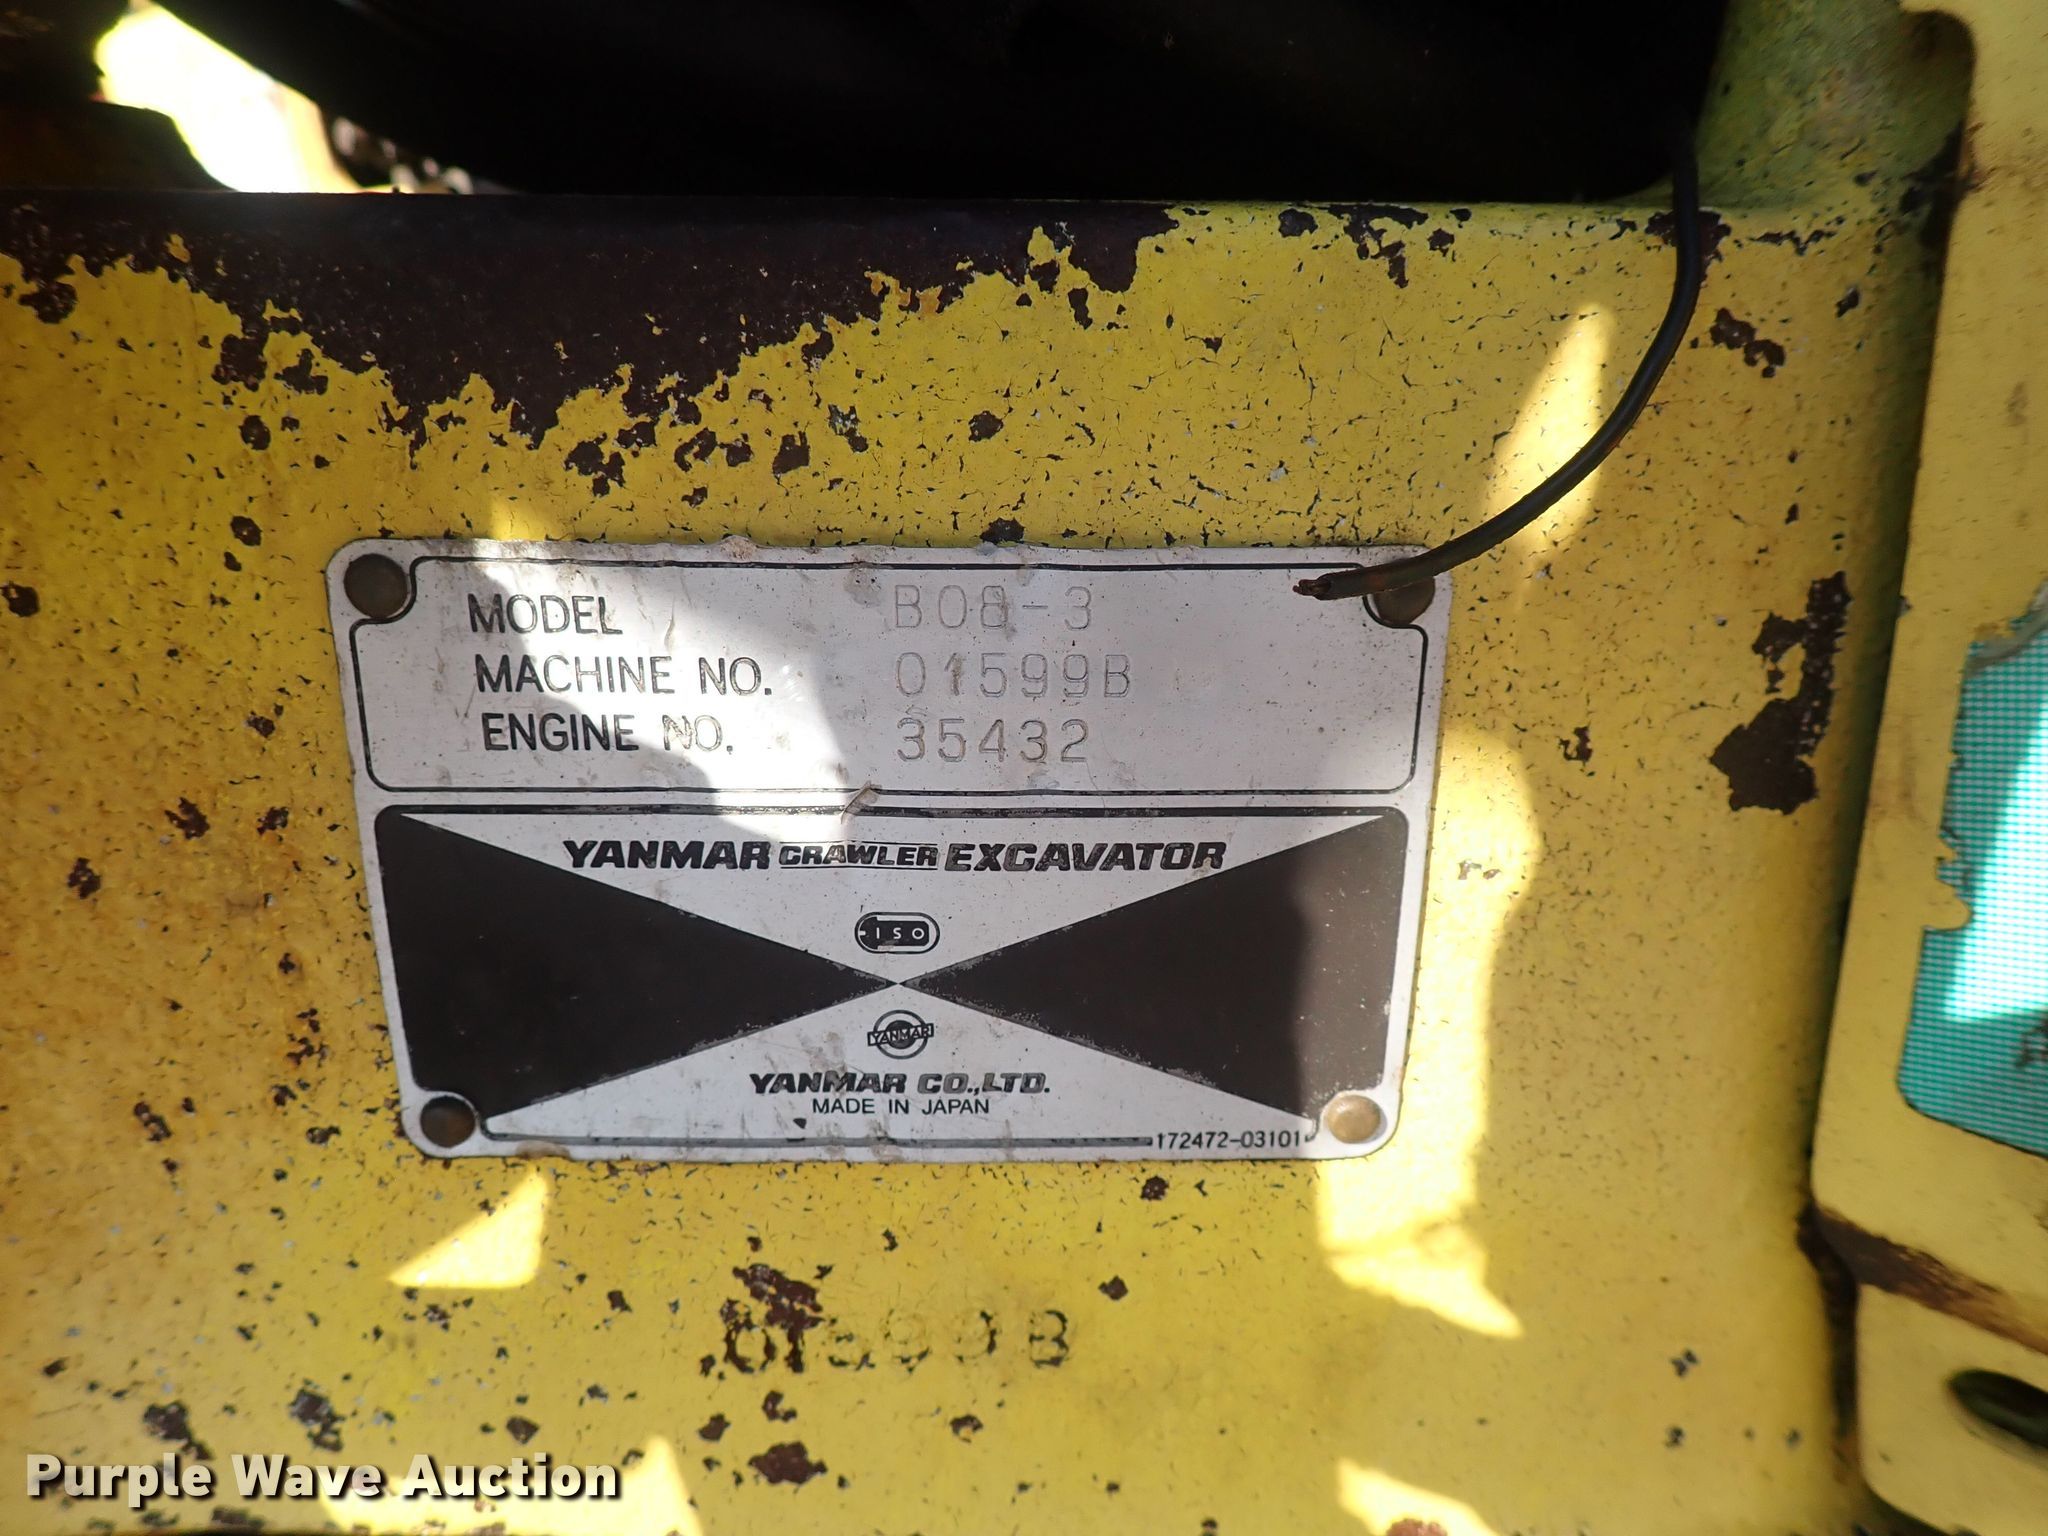 MODEL B08-3
MACHINE NO. 01599B
ENGINE NO. 35432
YANMAR CRAWLER EXCAVATOR
ISO
YANMAR
YANMAR CO.,LTD.
MADE IN JAPAN
172472-03101
01599B
Purple Wave Auction